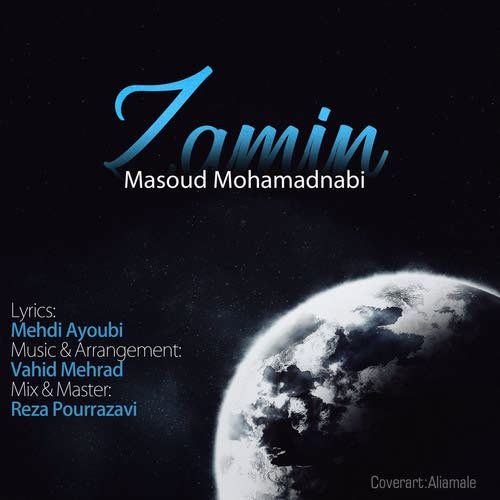 Zamin
Masoud Mohamadnabi
Lyrics:
Mehdi Ayoubi
Music & Arrangement:
Vahid Mehrad
Mix & Master:
Reza Pourrazavi
Coverart:Aliamale